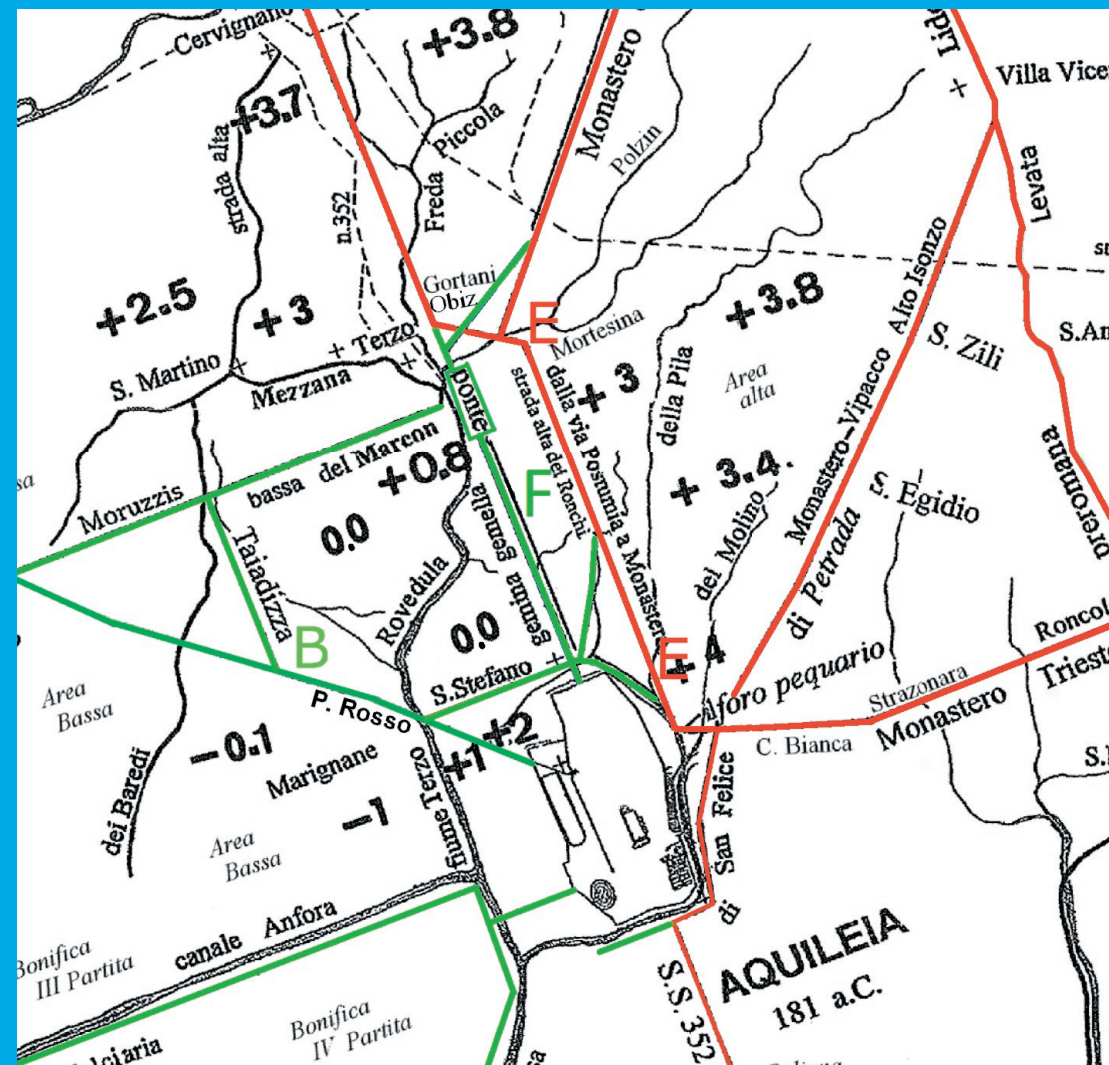 Cervignano
+3.8
Monastero
Lido
Villa Vice
+3.7
strada alta
Piccola
Polzin
n.352
Freda
Levata
+2.5
+3
Gortani
Obiz
Alto Isonzo
+3.8
S. Zili
S.An
S. Martino
Terzo
E
Mortesina
Mezzana
ponte
strada alta dei Ronchi
dalla via Postumia a Monastero
+3
della Pila
Area
alta
Monastero-Vipacco
bassa del Marcon
+0.8
F
+ 3.4.
S. Egidio
preromana
Moruzzis
0.0
gemina gemella
del Molino
di Petrada
Taiadizza
Rovedula
B
0.0
E
+4
Roncol
S.Stefano
ilforo pequario
Strazonara
Trieste
Area
Bassa
P. Rosso
Monastero
C. Bianca
-0.1
+1
+2
Marignane
-1
fiume Terzo
dei Baredi
Area
Bassa
di San Felice
canale Anfora
Bonifica
III Partita
AQUILEIA
181 a.C.
S.S. 352
Bonifica
IV Partita